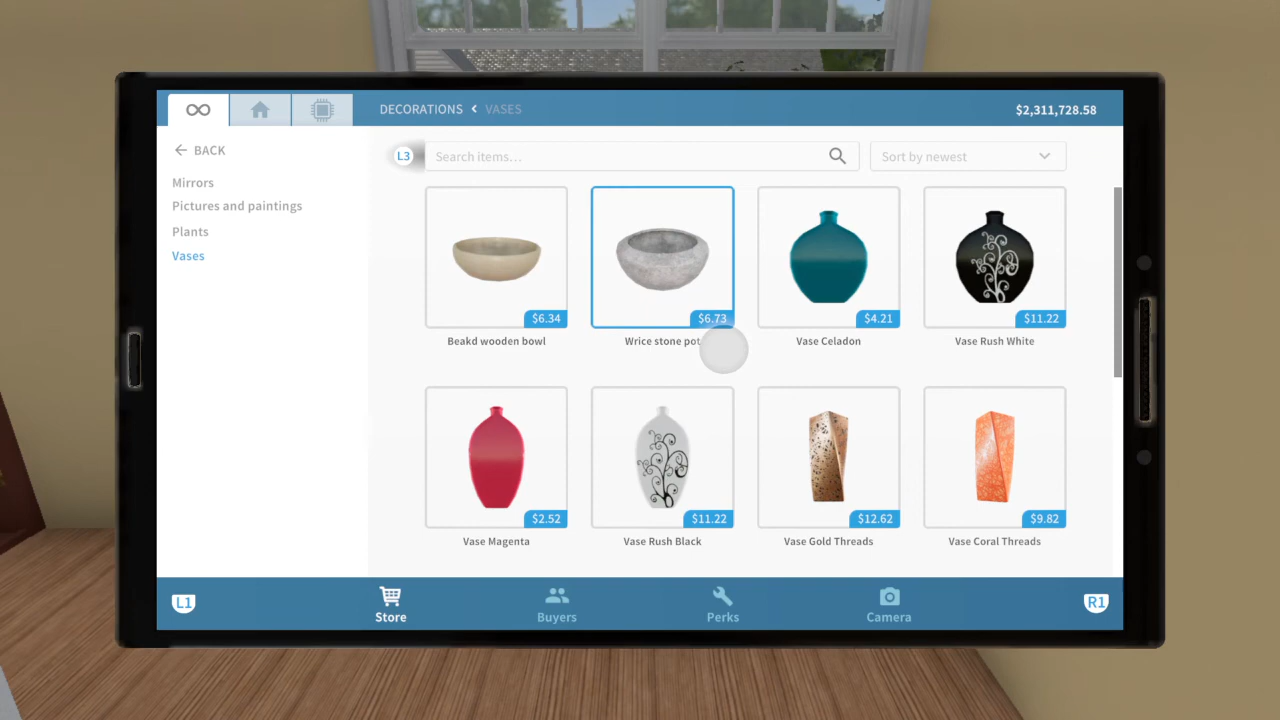 DECORATIONS < VASES
$2,311,728.58
BACK
L3
Search items...
Sort by newest
Mirrors
Pictures and paintings
Plants
Vases
$6.34
$6.73
$4.21
$11.22
Beakd wooden bowl
Wrice stone pot
Vase Celadon
Vase Rush White
$2.52
$11.22
$12.62
$9.82
Vase Magenta
Vase Rush Black
Vase Gold Threads
Vase Coral Threads
L1
Store
Buyers
Perks
Camera
R1